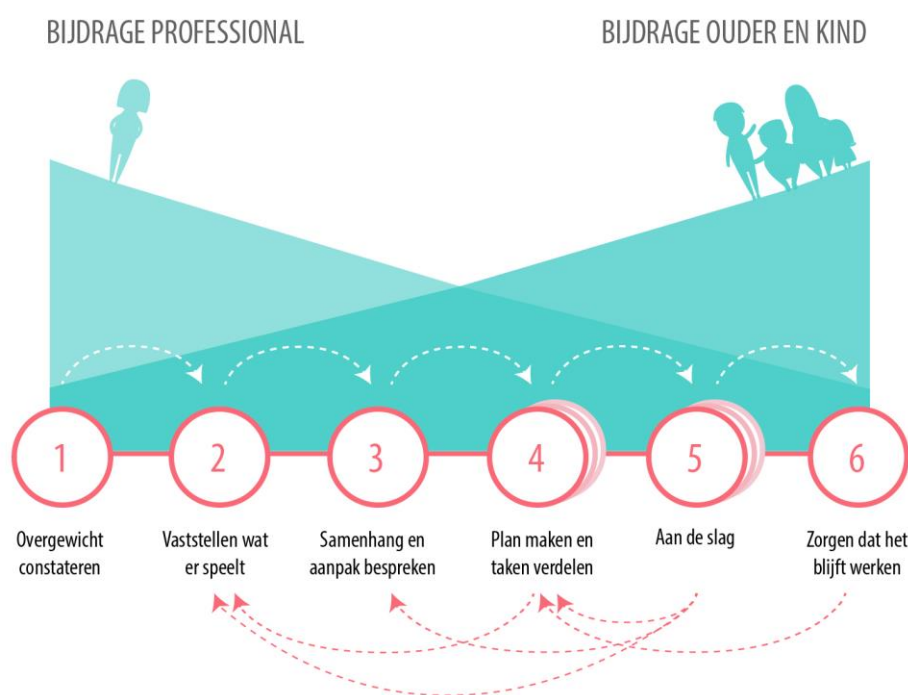 BIJDRAGE PROFESSIONAL
BIJDRAGE OUDER EN KIND
1
2
3
4
5
6
Overgewicht
constateren
Vaststellen wat
er speelt
Samenhang en
aanpak bespreken
Plan maken en
taken verdelen
Aan de slag
Zorgen dat het
blijft werken